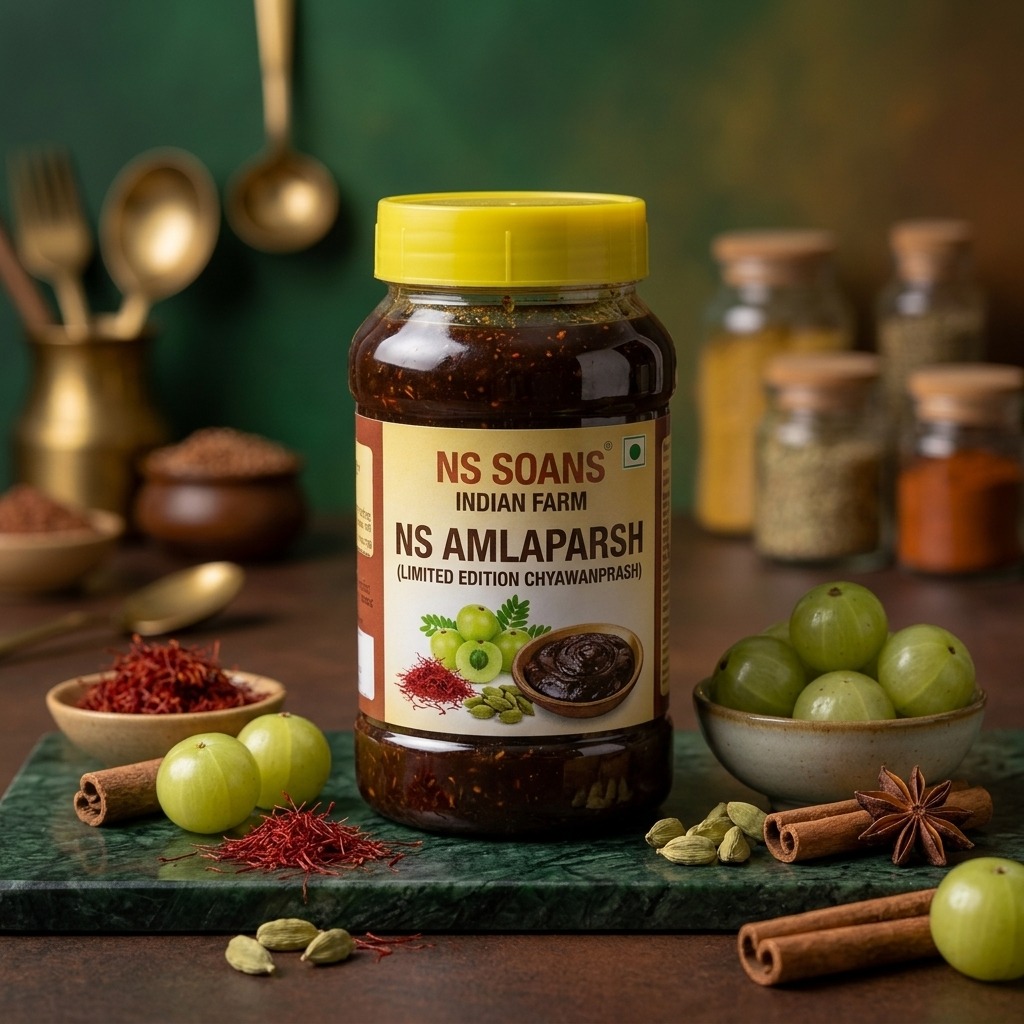 NS SOANS®
INDIAN FARM
NS AMLAPARSH
(LIMITED EDITION CHYAWANPRASH)